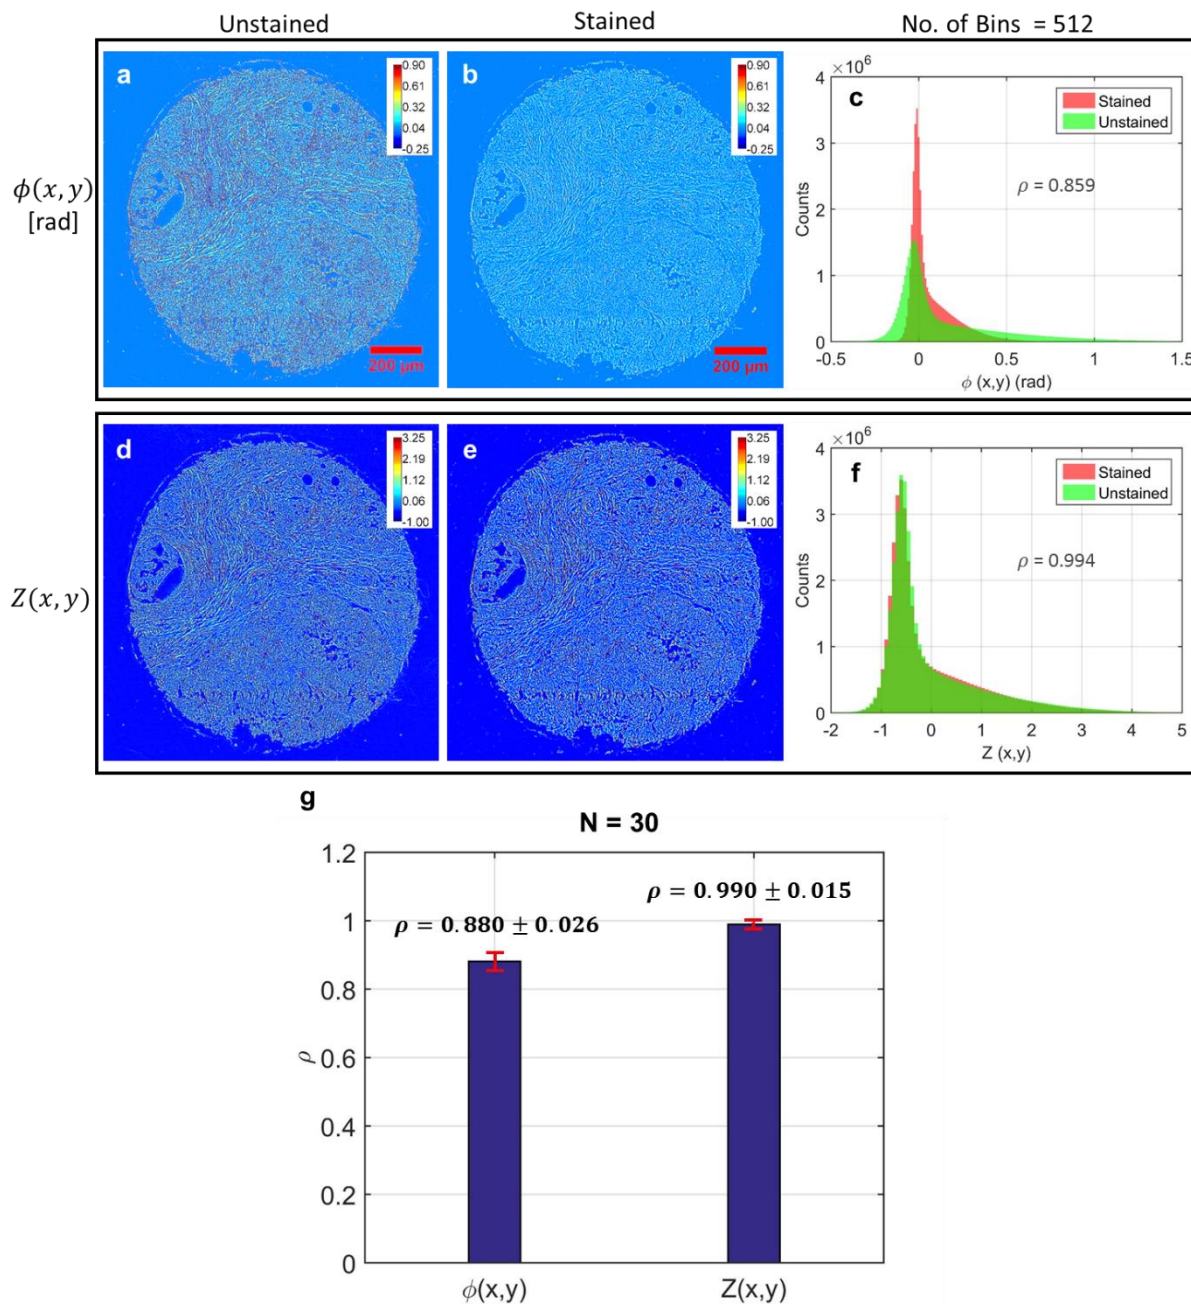 Unstained
Stained
No. of Bins = 512
ϕ(x, y)
[rad]
a
0.90
0.61
0.32
0.04
-0.25
200 μm
b
0.90
0.61
0.32
0.04
-0.25
200 μm
×10⁶
c
Stained
Unstained
ρ = 0.859
Counts
4
3
2
1
0
-0.5 0 0.5 1 1.5
ϕ (x,y) (rad)
Z(x, y)
d
3.25
2.19
1.12
0.06
-1.00
e
3.25
2.19
1.12
0.06
-1.00
×10⁶
f
Stained
Unstained
ρ = 0.994
Counts
4
3
2
1
0
-2 -1 0 1 2 3 4 5
Z (x,y)
g
N = 30
ρ = 0.990 ± 0.015
ρ = 0.880 ± 0.026
ρ
1.2
1
0.8
0.6
0.4
0.2
0
ϕ(x,y) Z(x,y)